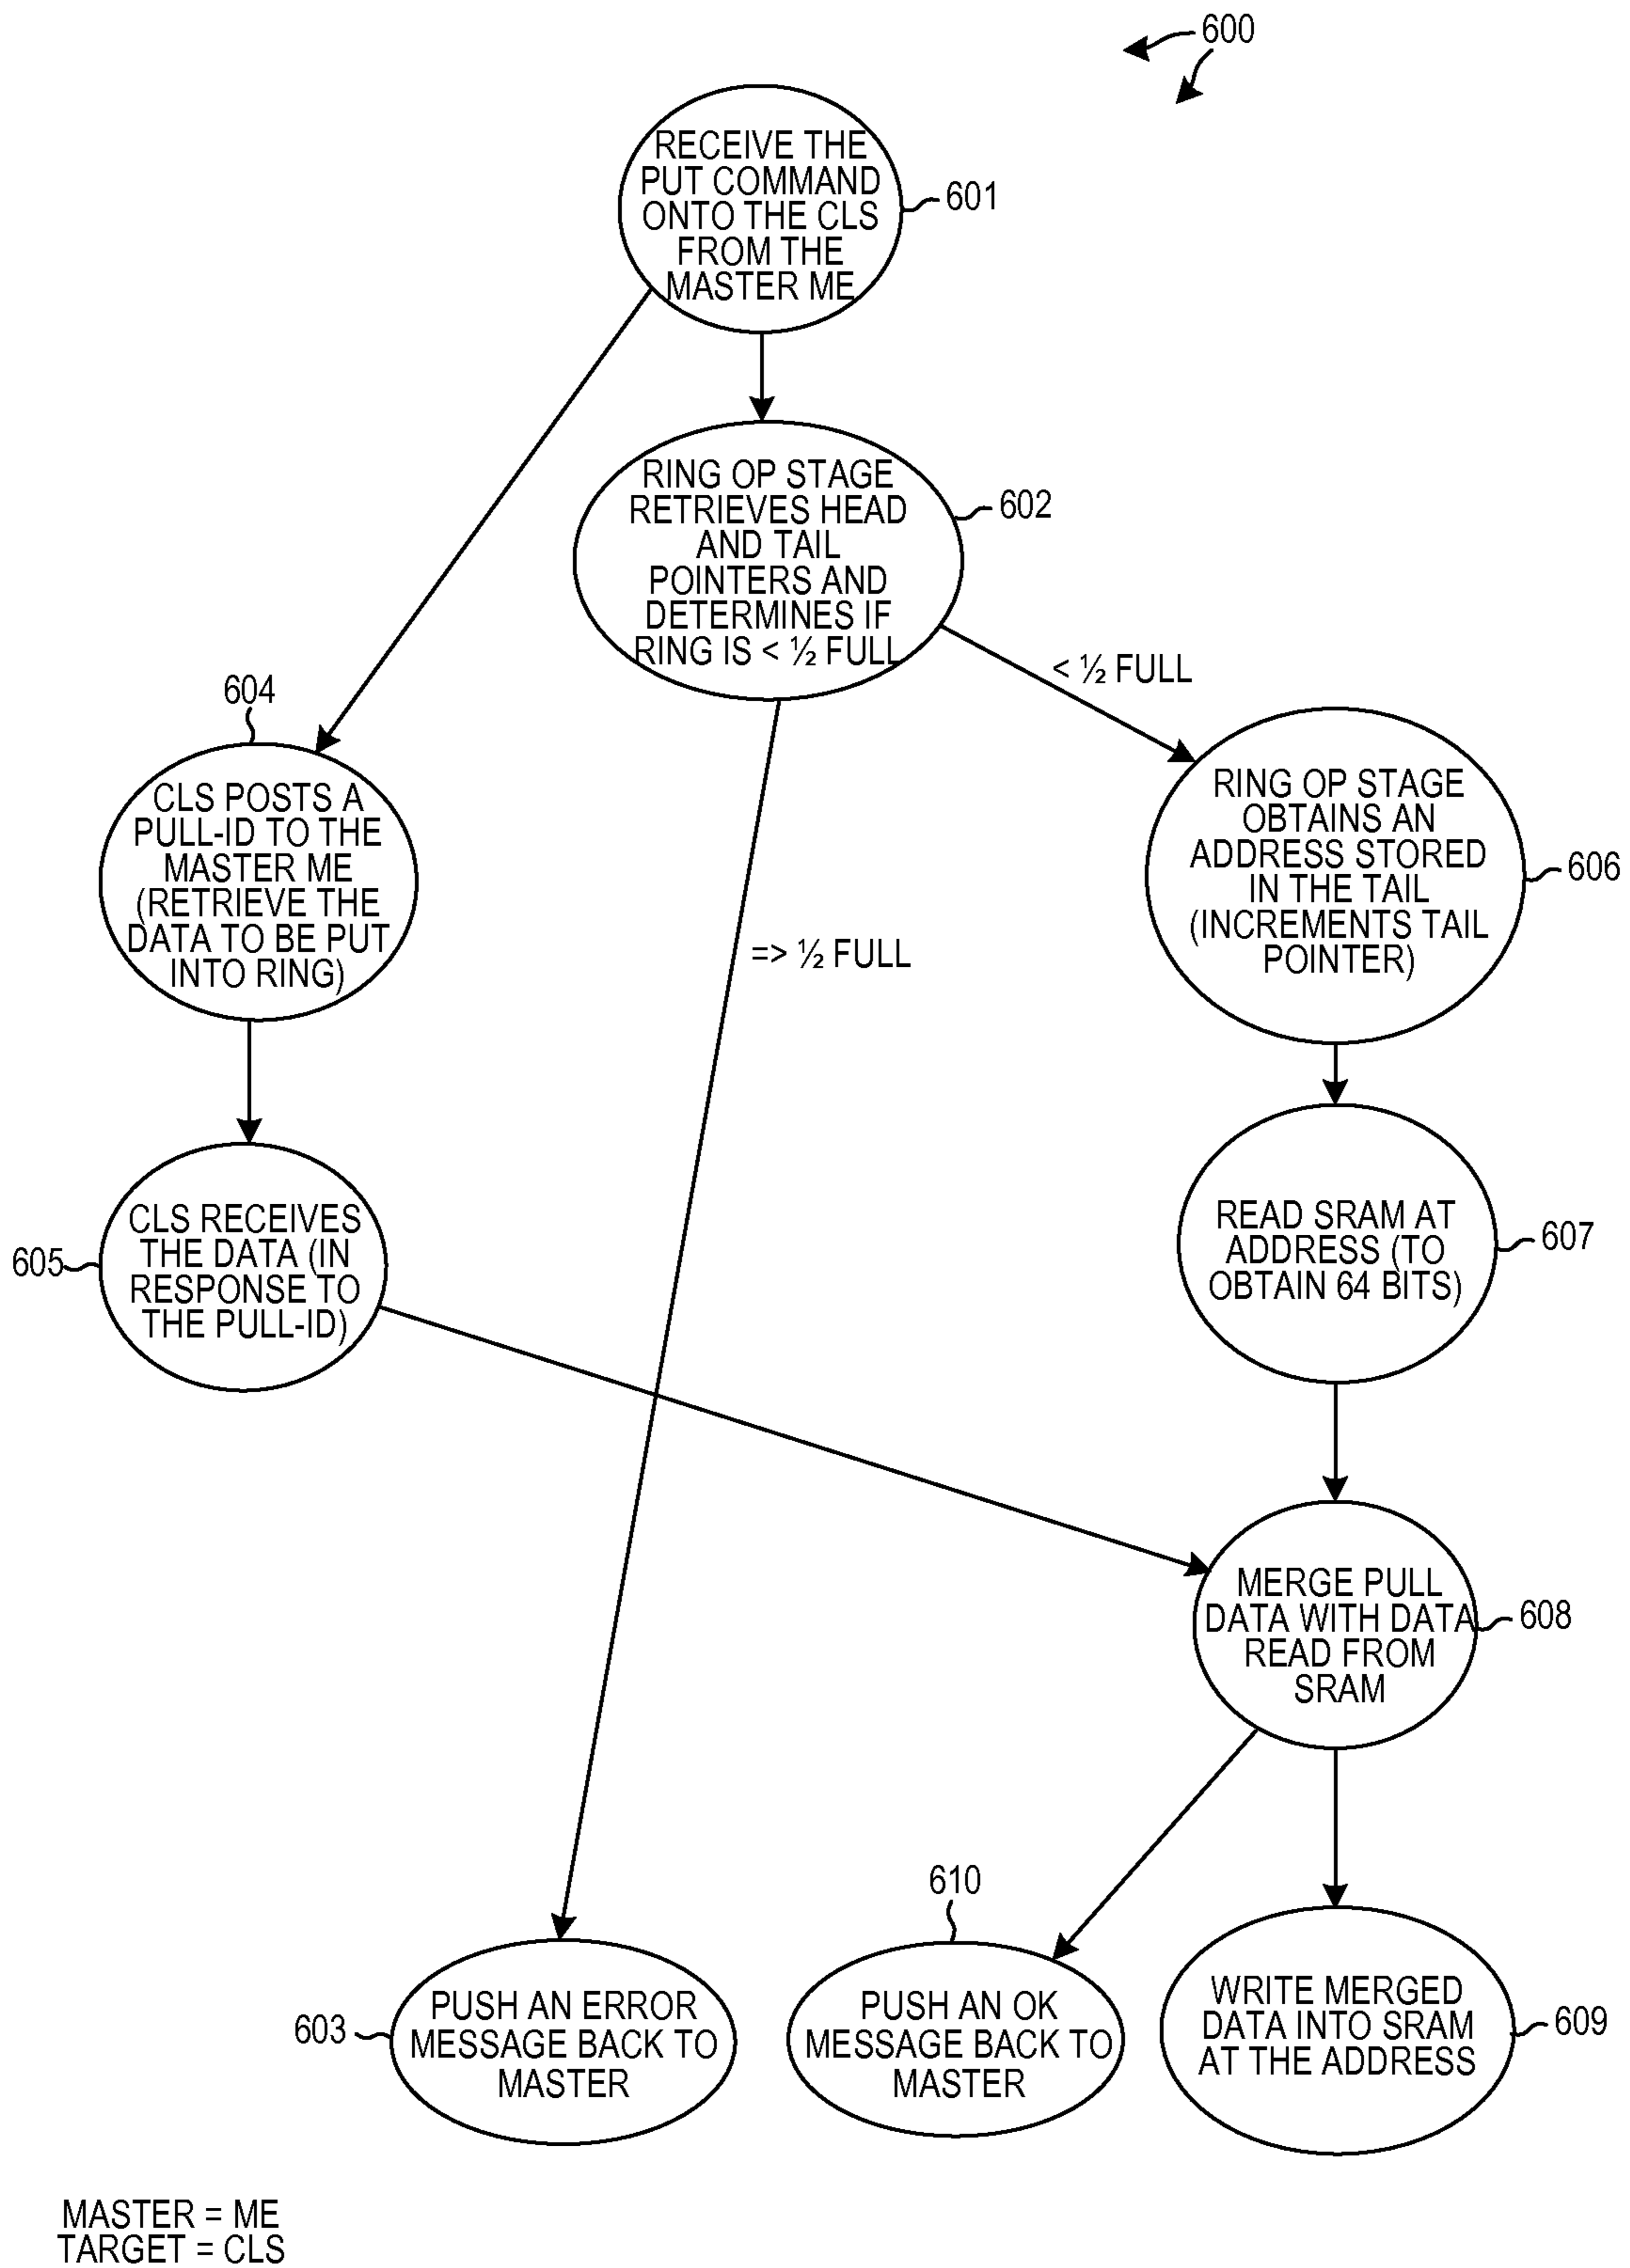 600
RECEIVE THE
PUT COMMAND
ONTO THE CLS
FROM THE
MASTER ME
601
RING OP STAGE
RETRIEVES HEAD
AND TAIL
POINTERS AND
DETERMINES IF
RING IS < ½ FULL
602
< ½ FULL
604
CLS POSTS A
PULL-ID TO THE
MASTER ME
(RETRIEVE THE
DATA TO BE PUT
INTO RING)
RING OP STAGE
OBTAINS AN
ADDRESS STORED
IN THE TAIL
(INCREMENTS TAIL
POINTER)
606
=> ½ FULL
605
CLS RECEIVES
THE DATA (IN
RESPONSE TO
THE PULL-ID)
READ SRAM AT
ADDRESS (TO
OBTAIN 64 BITS)
607
MERGE PULL
DATA WITH DATA
READ FROM
SRAM
608
603
PUSH AN ERROR
MESSAGE BACK TO
MASTER
610
PUSH AN OK
MESSAGE BACK TO
MASTER
WRITE MERGED
DATA INTO SRAM
AT THE ADDRESS
609
MASTER = ME
TARGET = CLS